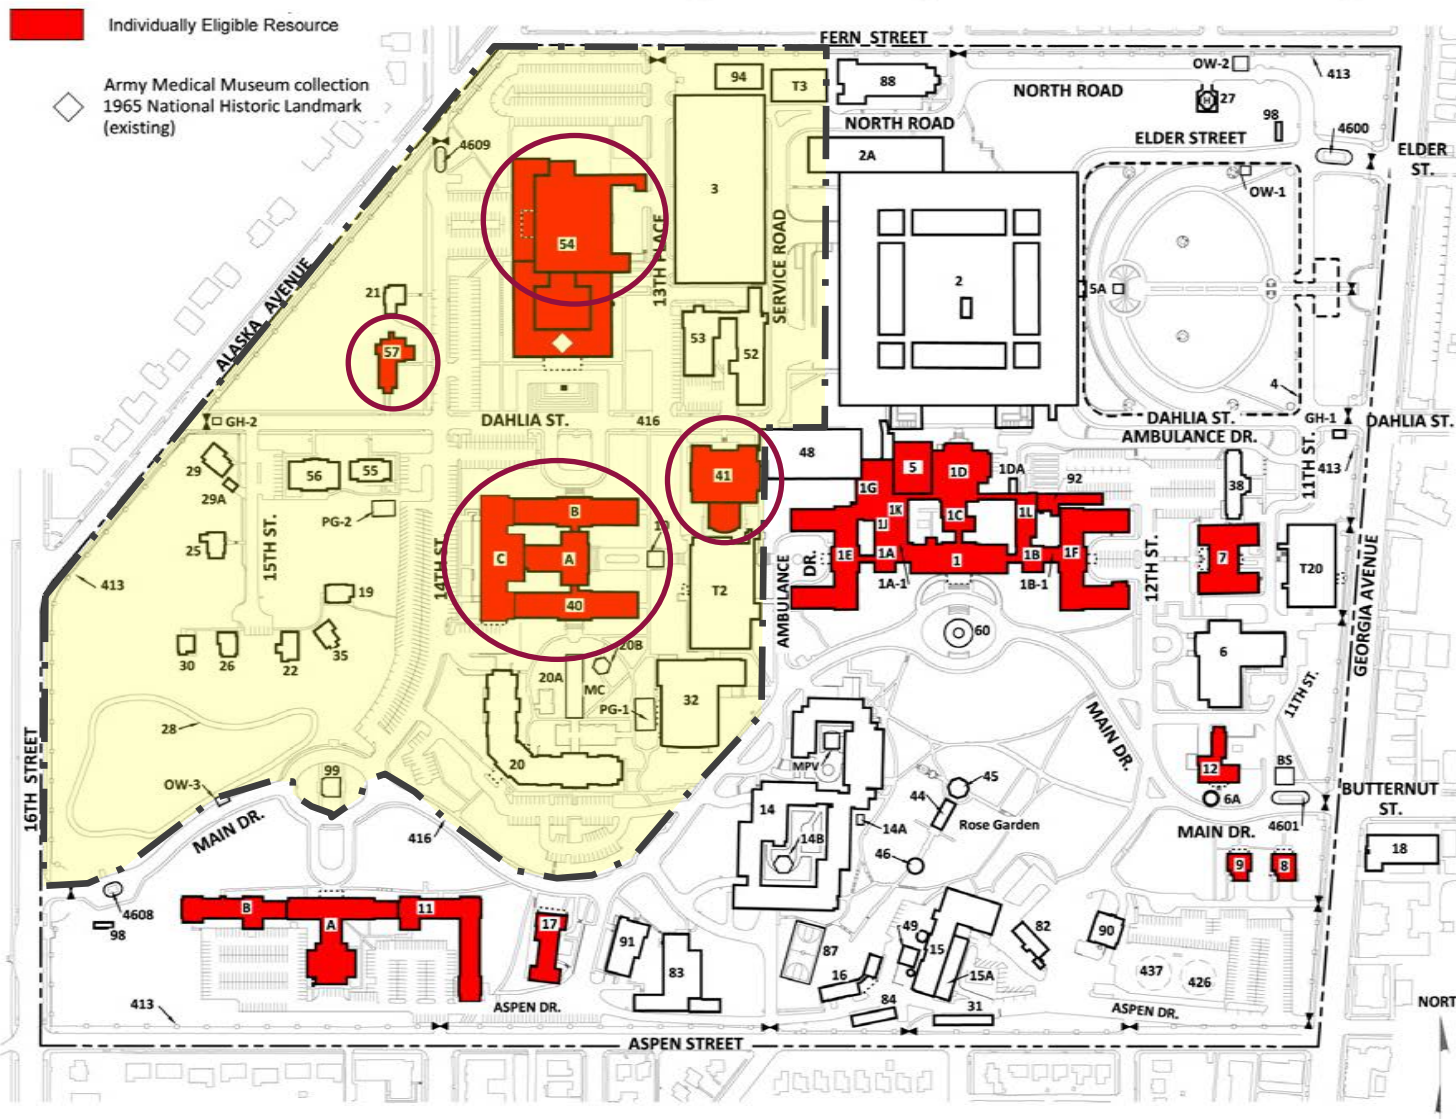 Individually Eligible Resource
Army Medical Museum collection
1965 National Historic Landmark
(existing)
FERN STREET
OW-2
413
94
T3
88
NORTH ROAD
27
NORTH ROAD
98
4600
ELDER STREET
ELDER
ST.
4609
2A
OW-1
3
13TH PLACE
SERVICE ROAD
54
2
5A
21
ALASKA AVENUE
57
53
52
4
GH-2
DAHLIA ST.
416
DAHLIA ST.
GH-1
DAHLIA ST.
AMBULANCE DR.
29
56
55
48
41
5
1D
1DA
92
38
11TH ST.
413
29A
1G
PG-2
B
1K
1C
1L
1J
25
15TH ST.
14TH ST.
C
A
1E
1A
1
1B
1F
12TH ST.
7
T20
413
AMBULANCE
DR.
1A-1
1B-1
19
40
T2
GEORGIA AVENUE
30
26
22
35
20B
60
6
20A
MC
PG-1
32
11TH ST.
28
MAIN DR.
16TH STREET
20
99
OW-3
MPV
45
12
BS
44
6A
4601
BUTTERNUT
ST.
MAIN DR.
416
14
14A
14B
Rose Garden
MAIN DR.
46
18
9
8
4608
98
B
A
11
17
91
83
87
49
15
82
90
16
15A
437
426
413
ASPEN DR.
84
31
ASPEN DR.
NORT
ASPEN STREET